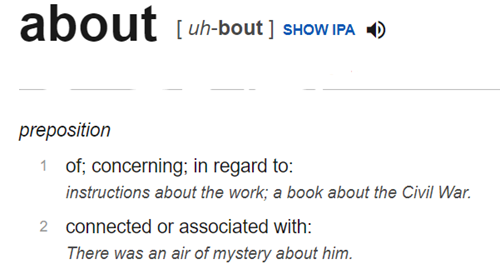 about [ uh-bout ] SHOW IPA
preposition
1 of; concerning; in regard to:
instructions about the work; a book about the Civil War.
2 connected or associated with:
There was an air of mystery about him.